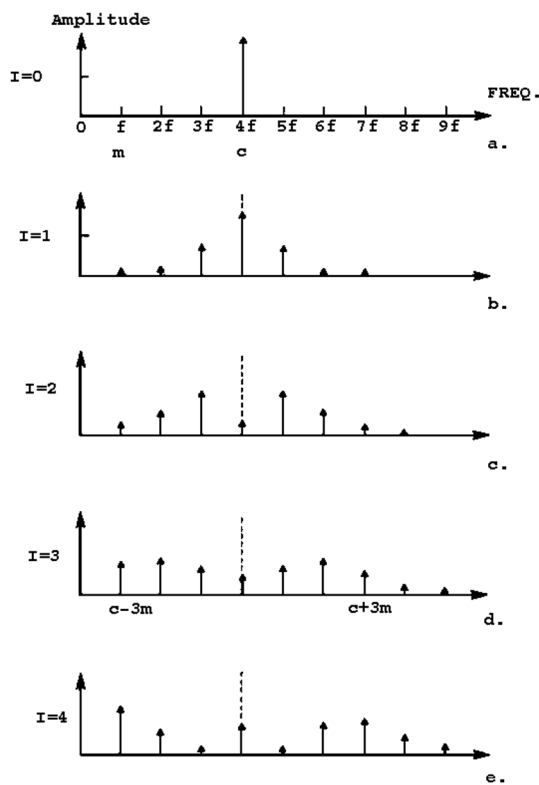 Amplitude
I=0
FREQ.
0 f 2f 3f 4f 5f 6f 7f 8f 9f
m c
a.
I=1
b.
I=2
c.
I=3
c-3m c+3m
d.
I=4
e.